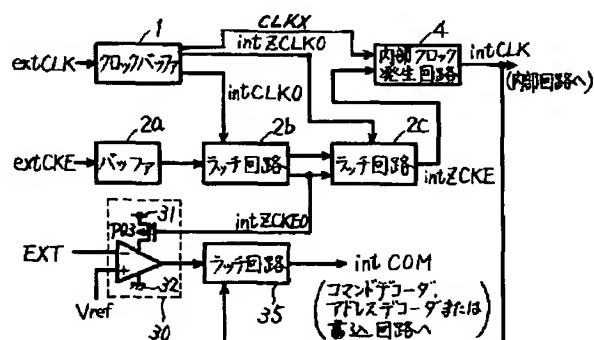 CLKX
1
intZCLK0
4
extCLK
クロックバッファ
内部クロック
発生回路
intCLK
(内部回路へ)
intCLK0
2a
2b
2c
extCKE
バッファ
ラッチ回路
ラッチ回路
intZCKE
31
PQ3
intZCKE0
EXT
ラッチ回路
int COM
32
35
Vref
30
(コマンドデコーダ,
アドレスデコーダまたは
書込回路へ)